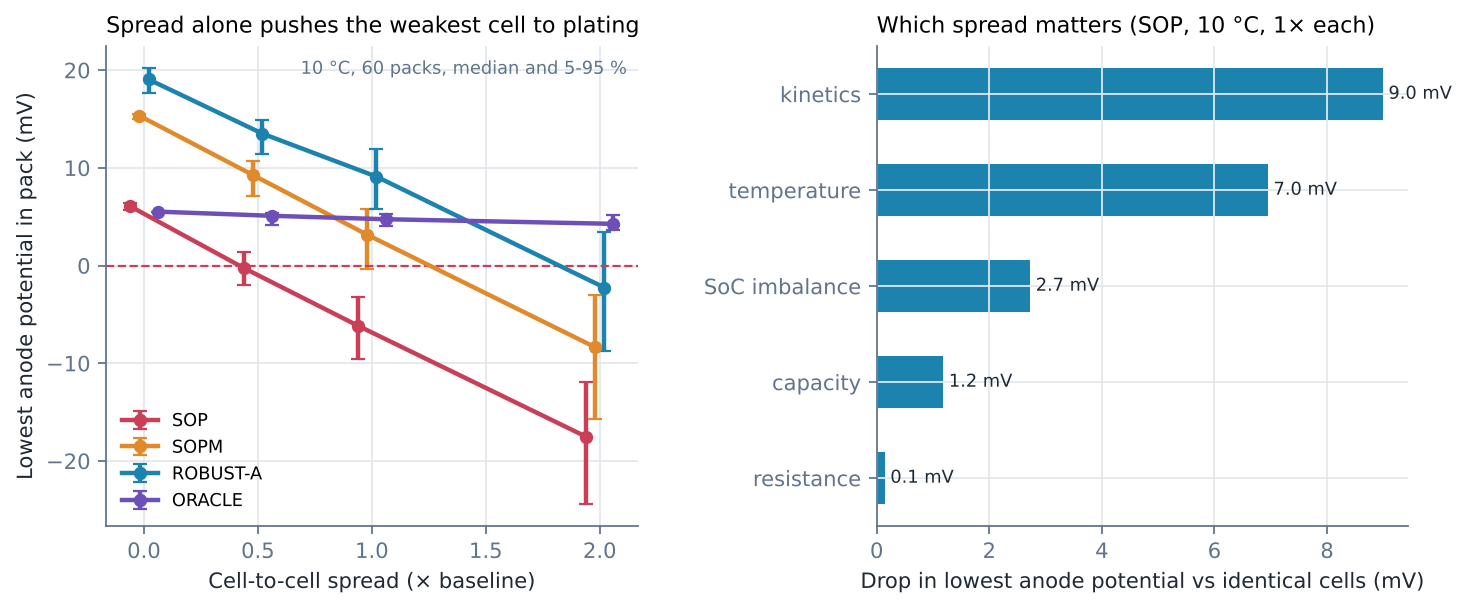 Spread alone pushes the weakest cell to plating
10 °C, 60 packs, median and 5-95 %
Lowest anode potential in pack (mV)
20
10
0
−10
−20
SOP
SOPM
ROBUST-A
ORACLE
0.0
0.5
1.0
1.5
2.0
Cell-to-cell spread (× baseline)
Which spread matters (SOP, 10 °C, 1× each)
kinetics
9.0 mV
temperature
7.0 mV
SoC imbalance
2.7 mV
capacity
1.2 mV
resistance
0.1 mV
0
2
4
6
8
Drop in lowest anode potential vs identical cells (mV)